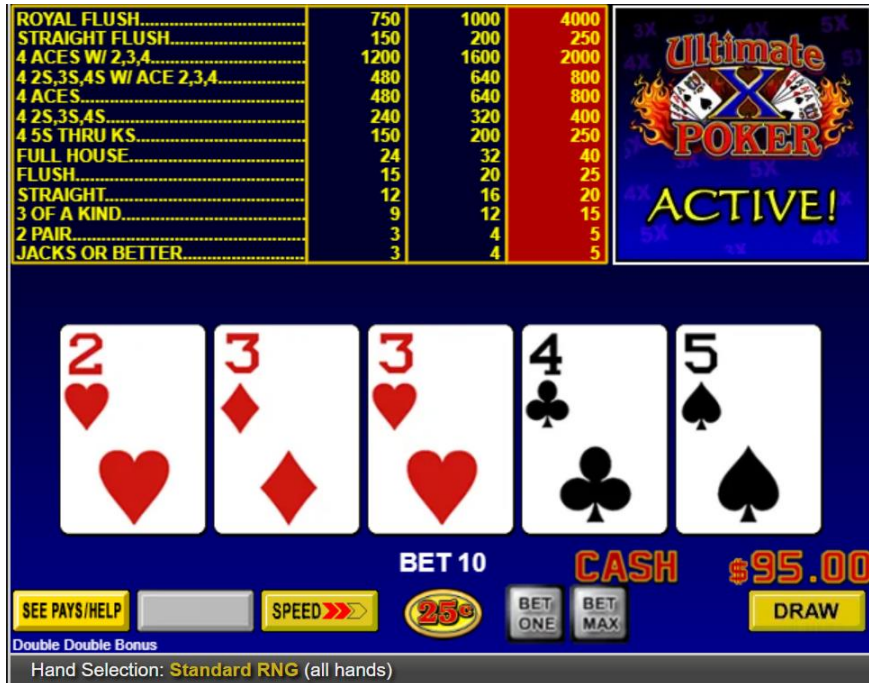 ROYAL FLUSH 750 1000 4000
STRAIGHT FLUSH 150 200 250
4 ACES W/ 2,3,4 1200 1600 2000
4 2S,3S,4S W/ ACE 2,3,4 480 640 800
4 ACES 480 640 800
4 2S,3S,4S 240 320 400
4 5S THRU KS 150 200 250
FULL HOUSE 24 32 40
FLUSH 15 20 25
STRAIGHT 12 16 20
3 OF A KIND 9 12 15
2 PAIR 3 4 5
JACKS OR BETTER 3 4 5
Ultimate
X
POKER
ACTIVE!
2 3 3 4 5
BET 10 CASH $95.00
SEE PAYS/HELP SPEED 25¢ BET ONE BET MAX DRAW
Double Double Bonus
Hand Selection: Standard RNG (all hands)